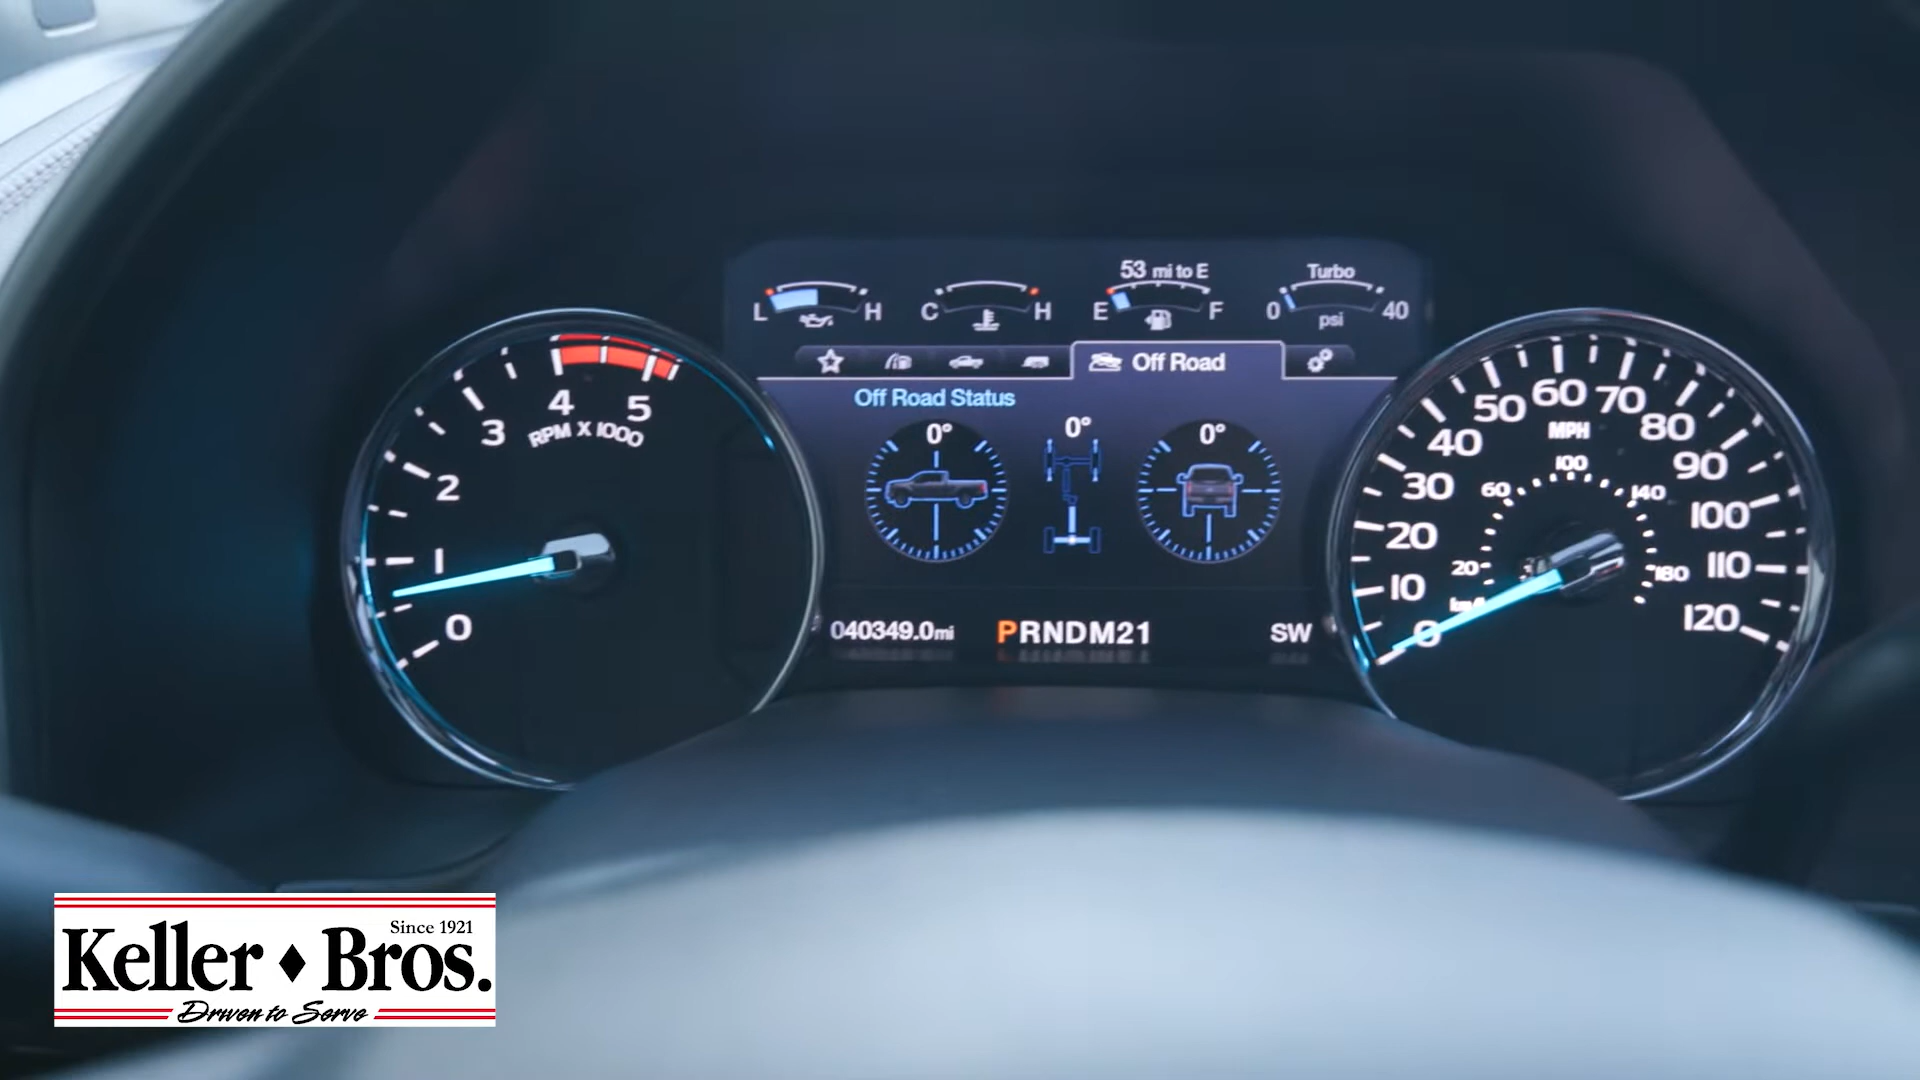 53 mi to E
Turbo
L H
C H
E F
0 40
psi
Off Road
Off Road Status
0° 0° 0°
040349.0mi
PRNDM21
SW
0 1 2 3 4 5
RPM X 1000
0 10 20 30 40 50 60 70 80 90 100 110 120
MPH
20 60 100 140 180
Since 1921
Keller ♦ Bros.
Driven to Serve